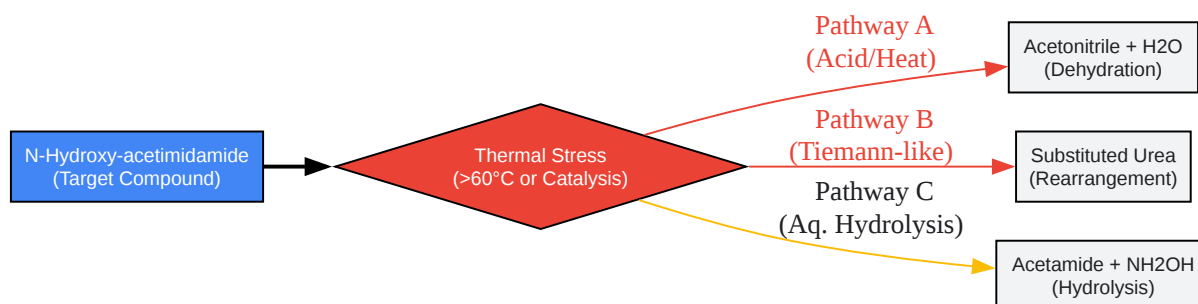 N-Hydroxy-acetimidamide
(Target Compound)
Thermal Stress
(>60°C or Catalysis)
Pathway A
(Acid/Heat)
Acetonitrile + H2O
(Dehydration)
Pathway B
(Tiemann-like)
Substituted Urea
(Rearrangement)
Pathway C
(Aq. Hydrolysis)
Acetamide + NH2OH
(Hydrolysis)